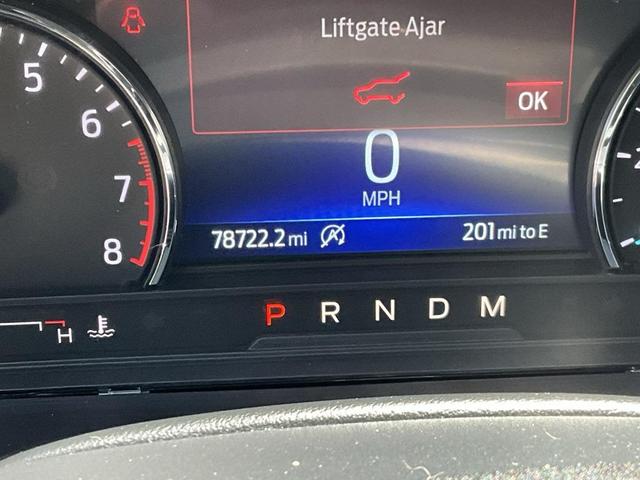 Liftgate Ajar
OK
5
6
7
8
0
MPH
78722.2 mi
201 mi to E
P R N D M
H